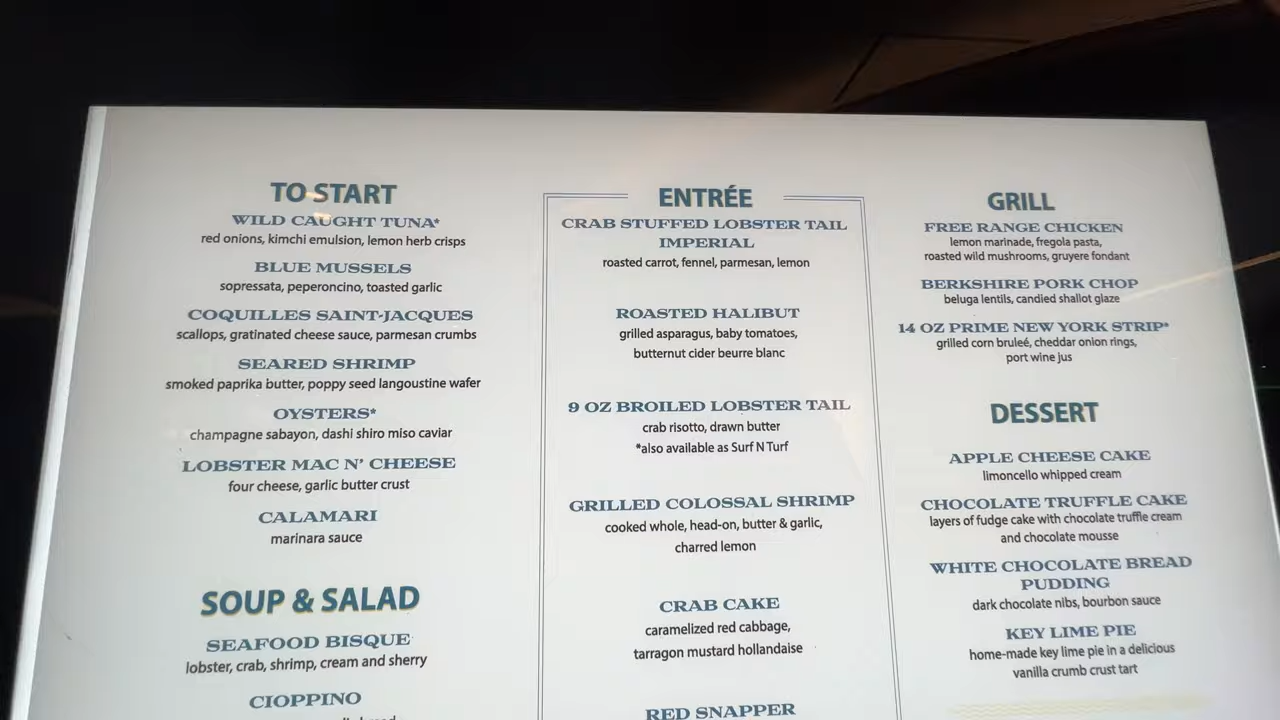 TO START
WILD CAUGHT TUNA*
red onions, kimchi emulsion, lemon herb crisps
BLUE MUSSELS
sopressata, peperoncino, toasted garlic
COQUILLES SAINT-JACQUES
scallops, gratinated cheese sauce, parmesan crumbs
SEARED SHRIMP
smoked paprika butter, poppy seed langoustine wafer
OYSTERS*
champagne sabayon, dashi shiro miso caviar
LOBSTER MAC N' CHEESE
four cheese, garlic butter crust
CALAMARI
marinara sauce
SOUP & SALAD
SEAFOOD BISQUE
lobster, crab, shrimp, cream and sherry
CIOPPINO
ENTRÉE
CRAB STUFFED LOBSTER TAIL
IMPERIAL
roasted carrot, fennel, parmesan, lemon
ROASTED HALIBUT
grilled asparagus, baby tomatoes,
butternut cider beurre blanc
9 OZ BROILED LOBSTER TAIL
crab risotto, drawn butter
*also available as Surf N Turf
GRILLED COLOSSAL SHRIMP
cooked whole, head-on, butter & garlic,
charred lemon
CRAB CAKE
caramelized red cabbage,
tarragon mustard hollandaise
RED SNAPPER
GRILL
FREE RANGE CHICKEN
lemon marinade, fregola pasta,
roasted wild mushrooms, gruyere fondant
BERKSHIRE PORK CHOP
beluga lentils, candied shallot glaze
14 OZ PRIME NEW YORK STRIP*
grilled corn bruleé, cheddar onion rings,
port wine jus
DESSERT
APPLE CHEESE CAKE
limoncello whipped cream
CHOCOLATE TRUFFLE CAKE
layers of fudge cake with chocolate truffle cream
and chocolate mousse
WHITE CHOCOLATE BREAD
PUDDING
dark chocolate nibs, bourbon sauce
KEY LIME PIE
home-made key lime pie in a delicious
vanilla crumb crust tart